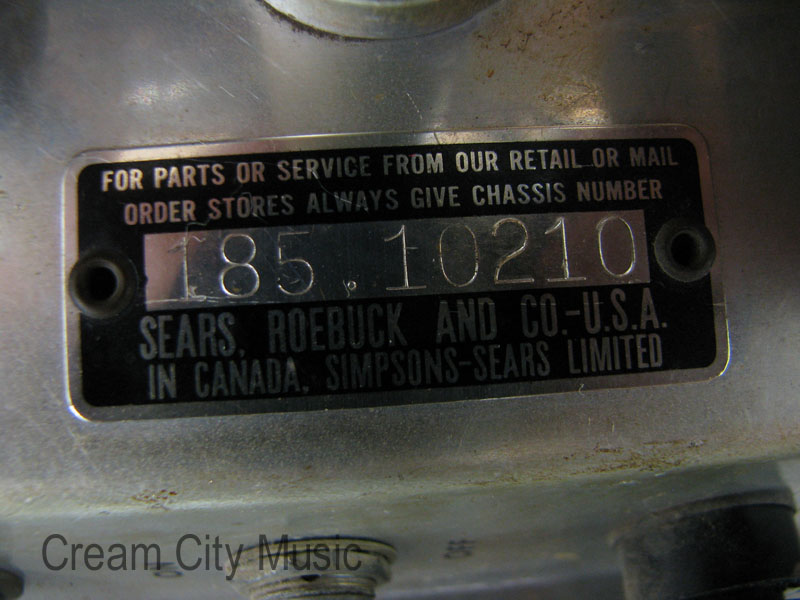 FOR PARTS OR SERVICE FROM OUR RETAIL OR MAIL
ORDER STORES ALWAYS GIVE CHASSIS NUMBER
185.10210
SEARS, ROEBUCK AND CO.-U.S.A.
IN CANADA, SIMPSONS-SEARS LIMITED
OFF
Cream City Music